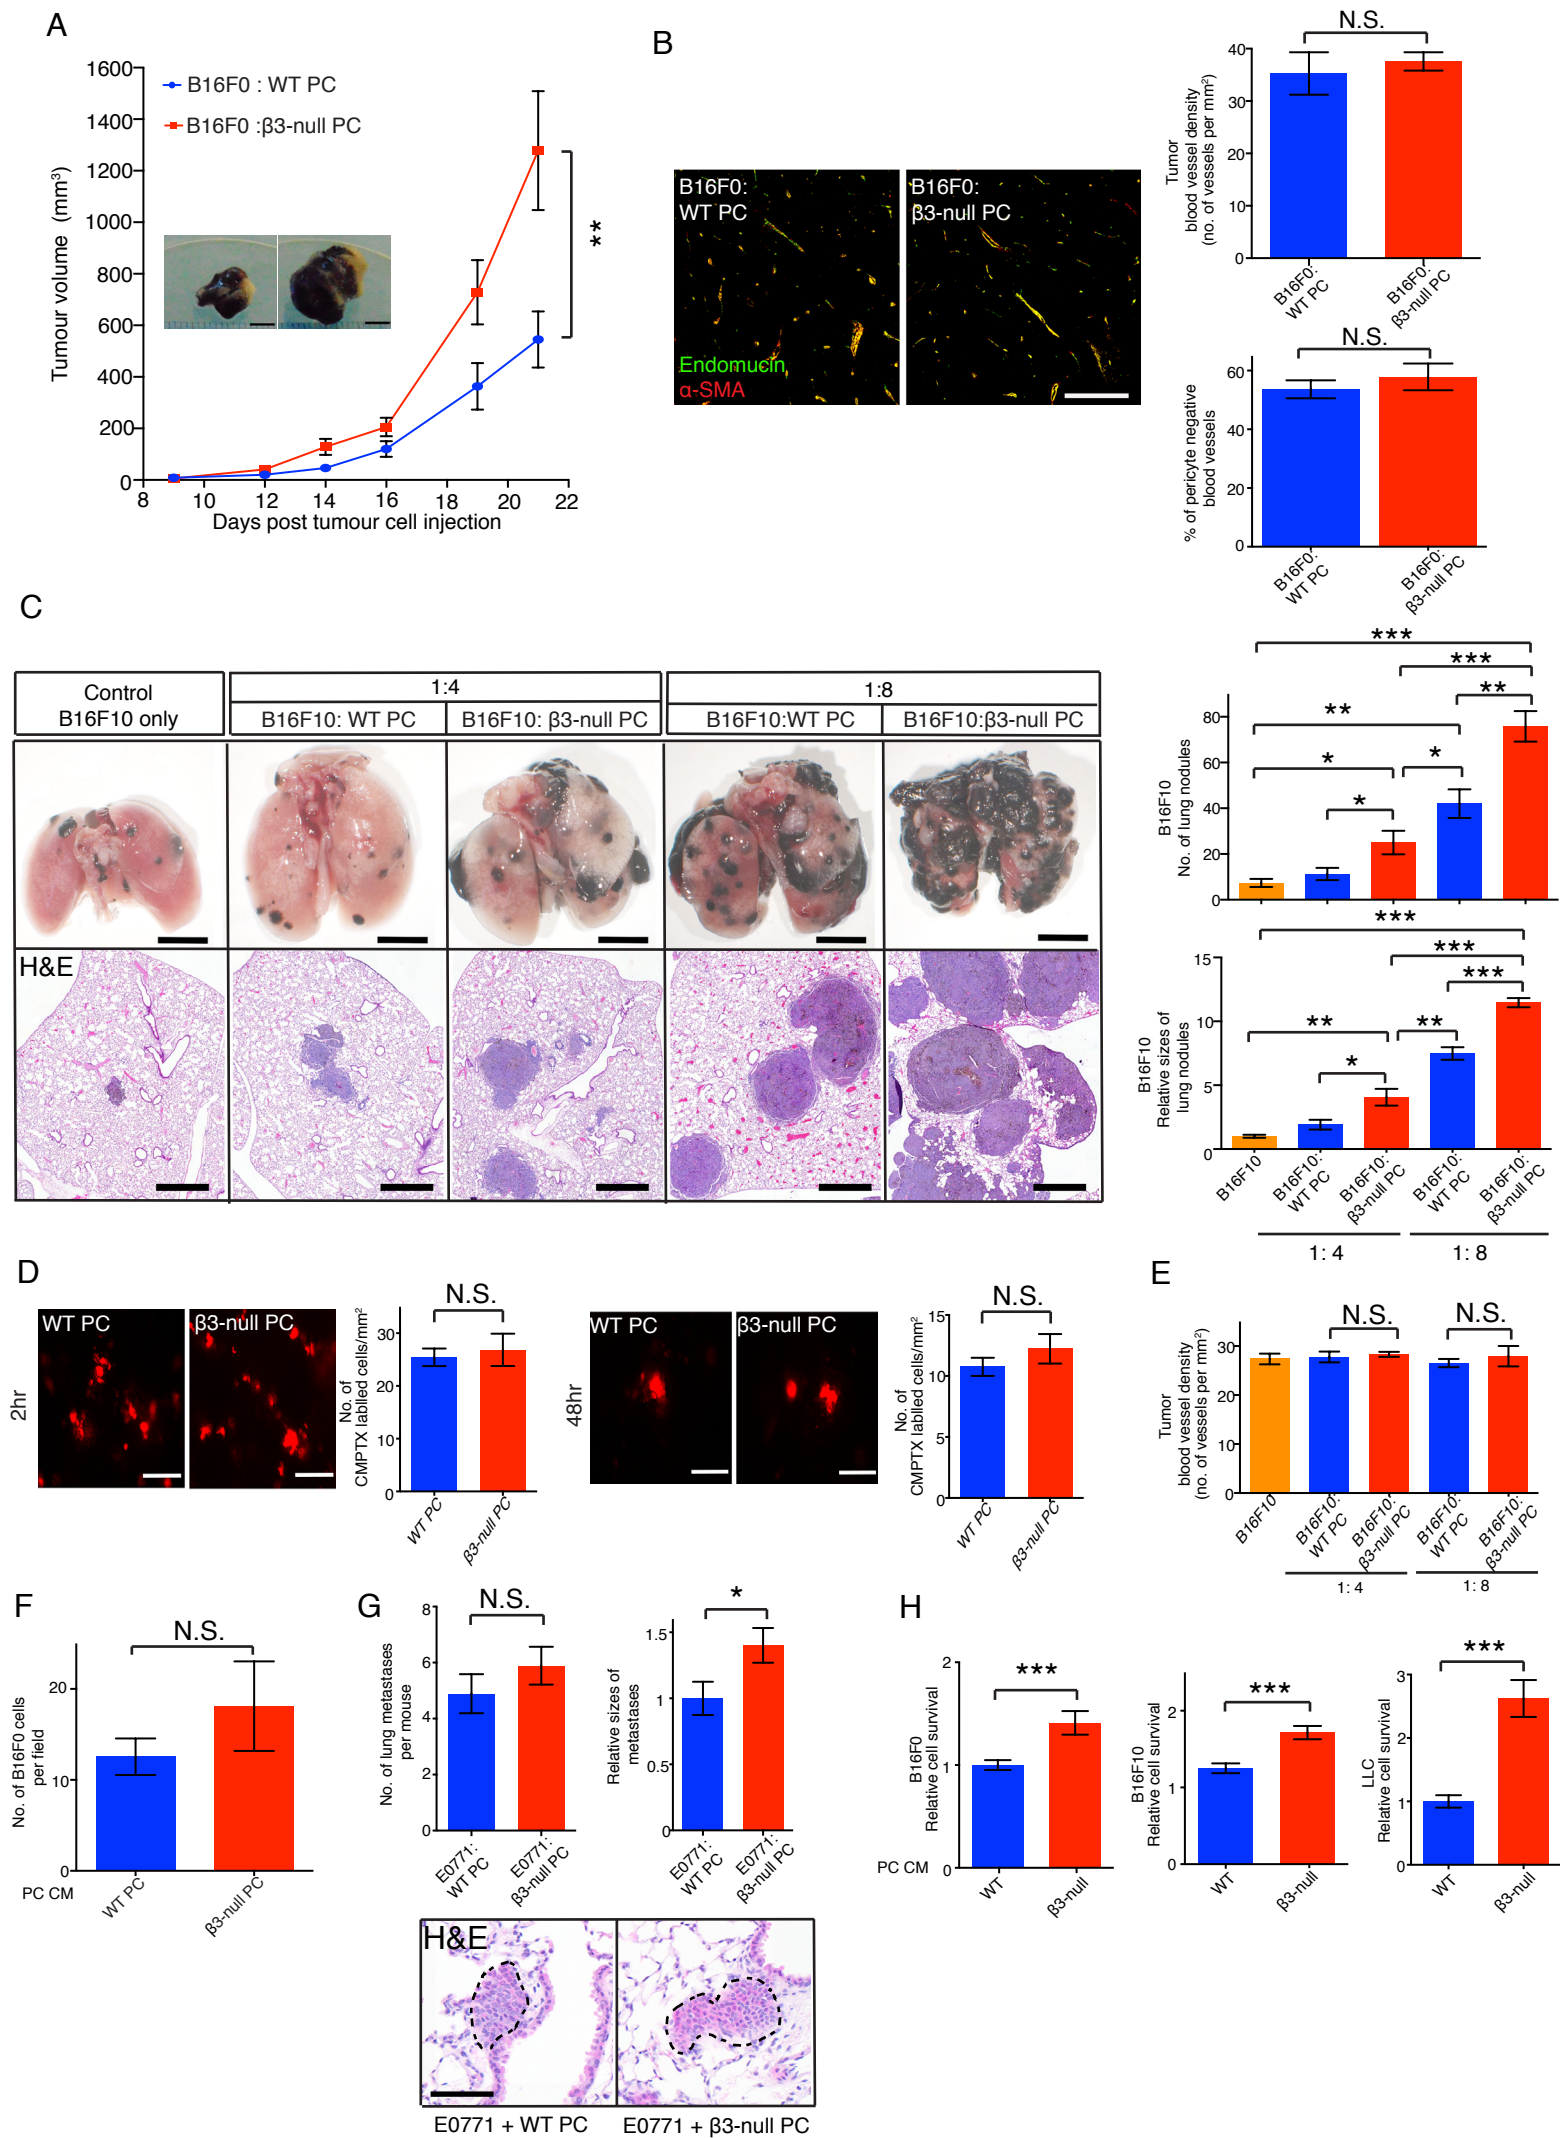 A
1600
1400
1200
1000
800
600
400
200
0
8 10 12 14 16 18 20 22
Tumour volume (mm³)
Days post tumour cell injection
B16F0 : WT PC
B16F0 :β3-null PC
**
B
B16F0:
WT PC
B16F0:
β3-null PC
Endomucin
α-SMA
N.S.
40
30
20
10
0
Tumor
blood vessel density
(no. of vessels per mm²)
B16F0:
WT PC
B16F0:
β3-null PC
N.S.
60
40
20
0
% of pericyte negative
blood vessels
B16F0:
WT PC
B16F0:
β3-null PC
C
Control
B16F10 only
1:4
1:8
B16F10: WT PC
B16F10: β3-null PC
B16F10:WT PC
B16F10:β3-null PC
H&E
***
***
**
**
*
*
*
80
60
40
20
0
B16F10
No. of lung nodules
***
***
***
**
**
*
15
10
5
0
B16F10
Relative sizes of
lung nodules
B16F10
B16F10:
WT PC
B16F10:
β3-null PC
B16F10:
WT PC
B16F10:
β3-null PC
1: 4
1: 8
D
2hr
WT PC
β3-null PC
N.S.
30
20
10
0
No. of
CMPTX lablled cells/mm²
WT PC
β3-null PC
48hr
WT PC
β3-null PC
N.S.
15
10
5
0
No. of
CMPTX lablled cells/mm²
WT PC
β3-null PC
E
N.S.
N.S.
30
20
10
0
Tumor
blood vessel density
(no. of vessels per mm²)
B16F10
B16F10:
WT PC
B16F10:
β3-null PC
B16F10:
WT PC
B16F10:
β3-null PC
1: 4
1: 8
F
N.S.
20
10
0
No. of B16F0 cells
per field
PC CM
WT PC
β3-null PC
G
N.S.
8
6
4
2
0
No. of lung metastases
per mouse
E0771:
WT PC
E0771:
β3-null PC
*
1.5
1
0.5
0
Relative sizes of
metastases
E0771:
WT PC
E0771:
β3-null PC
H&E
E0771 + WT PC
E0771 + β3-null PC
H
***
2
1
0
B16F0
Relative cell survival
PC CM
WT
β3-null
***
2
1
0
B16F10
Relative cell survival
WT
β3-null
***
3
2
1
0
LLC
Relative cell survival
WT
β3-null